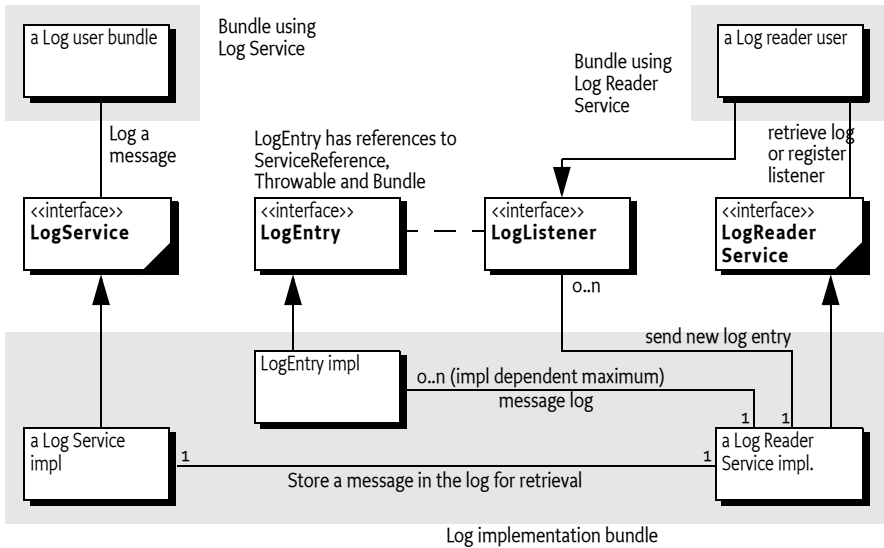 a Log user bundle
Bundle using
Log Service
a Log reader user
Bundle using
Log Reader
Service
Log a
message
LogEntry has references to
ServiceReference,
Throwable and Bundle
retrieve log
or register
listener
<<interface>>
LogService
<<interface>>
LogEntry
<<interface>>
LogListener
<<interface>>
LogReader
Service
0..n
send new log entry
LogEntry impl
0..n (impl dependent maximum)
message log
1
1
a Log Service
impl
1
1
a Log Reader
Service impl.
Store a message in the log for retrieval
Log implementation bundle